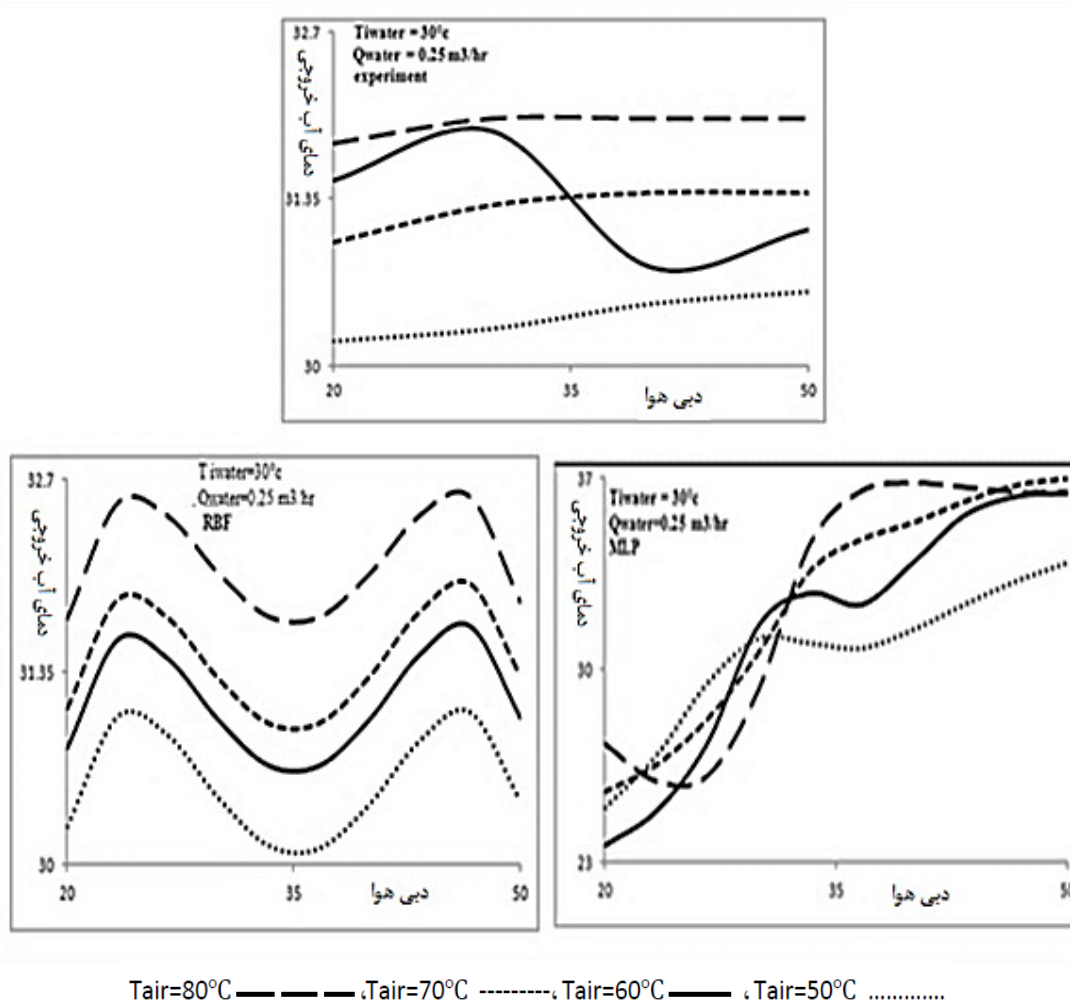 32.7
Tiwater = 30°c
Qwater = 0.25 m3/hr
experiment
دمای آب خروجی
31.35
30
20
35
دبی هوا
50
32.7
Tiwater=30°c
Qwater=0.25 m3 hr
RBF
دمای آب خروجی
31.35
30
20
35
دبی هوا
50
37
Tiwater = 30°c
Qwater=0.25 m3/hr
MLP
دمای آب خروجی
30
23
20
35
دبی هوا
50
Tair=80°C ،Tair=70°C ---------، Tair=60°C ، Tair=50°C .............